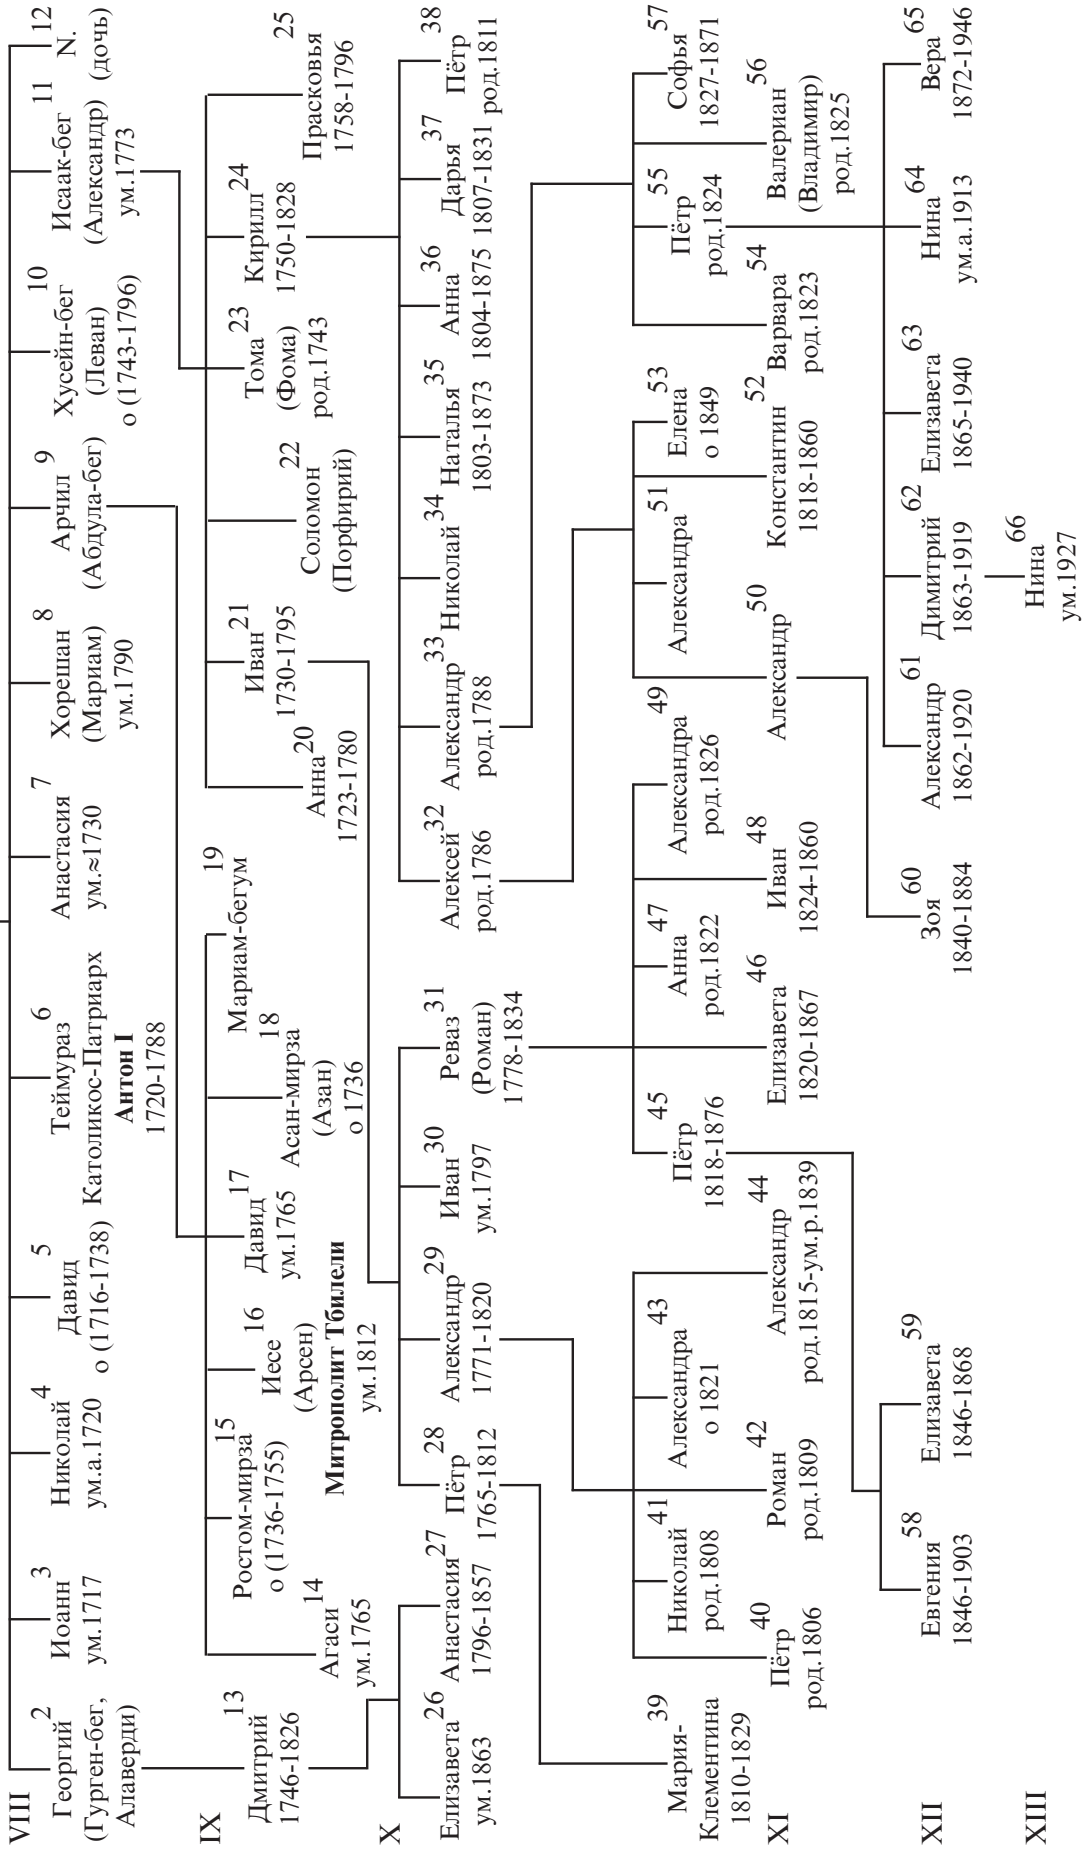 VIII
2
Георгий
(Гурген-бег,
Алаверди)
3
Иоанн
ум.1717
4
Николай
ум.а.1720
5
Давид
о (1716-1738)
6
Теймураз
Католикос-Патриарх
Антон I
1720-1788
7
Анастасия
ум.≈1730
8
Хорешан
(Мариам)
ум.1790
9
Арчил
(Абдула-бег)
10
Хусейн-бег
(Леван)
о (1743-1796)
11
Исаак-бег
(Александр)
ум.1773
12
N.
(дочь)
IX
13
Дмитрий
1746-1826
14
Агаси
ум.1765
15
Ростом-мирза
о (1736-1755)
16
Иесе
(Арсен)
Митрополит Тбилели
ум.1812
17
Давид
ум.1765
18
Асан-мирза
(Азан)
о 1736
19
Мариам-бегум
20
Анна
1723-1780
21
Иван
1730-1795
22
Соломон
(Порфирий)
23
Тома
(Фома)
род.1743
24
Кирилл
1750-1828
25
Прасковья
1758-1796
X
26
Елизавета
ум.1863
27
Анастасия
1796-1857
28
Пётр
1765-1812
29
Александр
1771-1820
30
Иван
ум.1797
31
Реваз
(Роман)
1778-1834
32
Алексей
род.1786
33
Александр
род.1788
34
Николай
35
Наталья
1803-1873
36
Анна
1804-1875
37
Дарья
1807-1831
38
Пётр
род.1811
XI
39
Мария-
Клементина
1810-1829
40
Пётр
род.1806
41
Николай
род.1808
42
Роман
род.1809
43
Александра
о 1821
44
Александр
род.1815-ум.р.1839
45
Пётр
1818-1876
46
Елизавета
1820-1867
47
Анна
род.1822
48
Иван
1824-1860
49
Александра
род.1826
50
Александр
51
Александра
52
Константин
1818-1860
53
Елена
о 1849
54
Варвара
род.1823
55
Пётр
род.1824
56
Валериан
(Владимир)
род.1825
57
Софья
1827-1871
XII
58
Евгения
1846-1903
59
Елизавета
1846-1868
60
Зоя
1840-1884
61
Александр
1862-1920
62
Димитрий
1863-1919
63
Елизавета
1865-1940
64
Нина
ум.а.1913
65
Вера
1872-1946
XIII
66
Нина
ум.1927